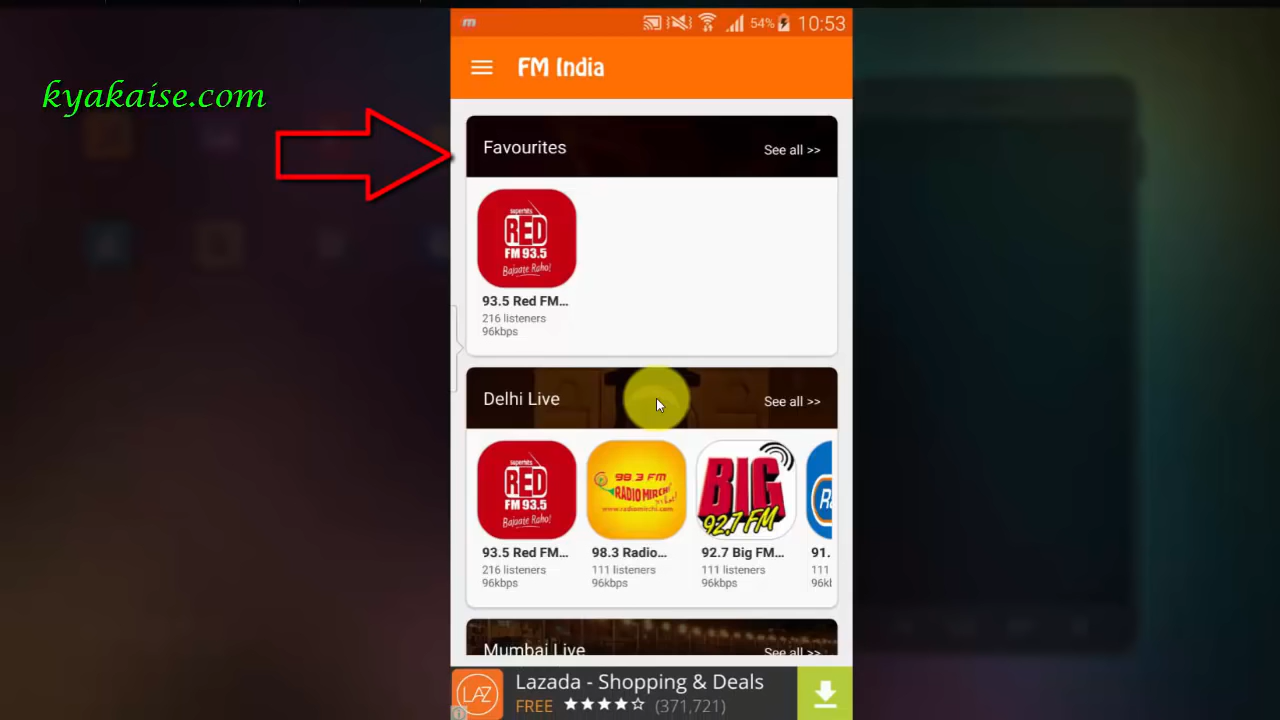 54% 10:53
FM India
kyakaise.com
Favourites See all >>
superhits
RED
FM 93.5
Bajaate Raho!
93.5 Red FM...
216 listeners
96kbps
Delhi Live See all >>
superhits
RED
FM 93.5
Bajaate Raho!
98.3 FM
RADIO MIRCHI
www.radiomirchi.com
BIG
92.7 FM
93.5 Red FM... 98.3 Radio... 92.7 Big FM... 91.
216 listeners 111 listeners 111 listeners 111
96kbps 96kbps 96kbps
Mumbai Live See all >>
LAZ
Lazada - Shopping & Deals
FREE (371,721)